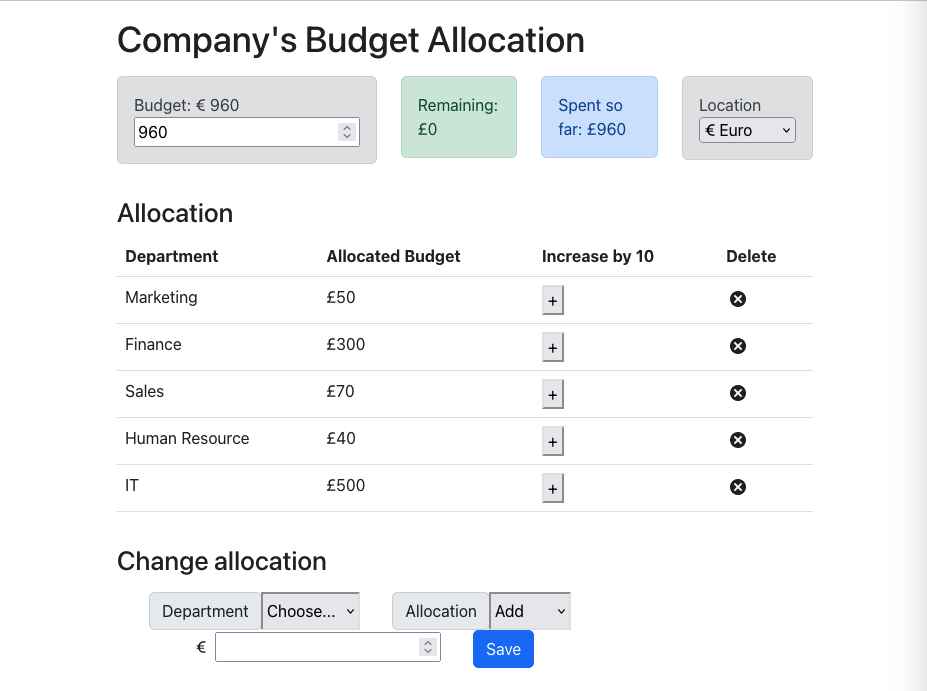 Company's Budget Allocation
Budget: € 960
960
Remaining:
£0
Spent so
far: £960
Location
€ Euro
Allocation
Department Allocated Budget Increase by 10 Delete
Marketing £50 +
Finance £300 +
Sales £70 +
Human Resource £40 +
IT £500 +
Change allocation
Department Choose... Allocation Add
€ Save